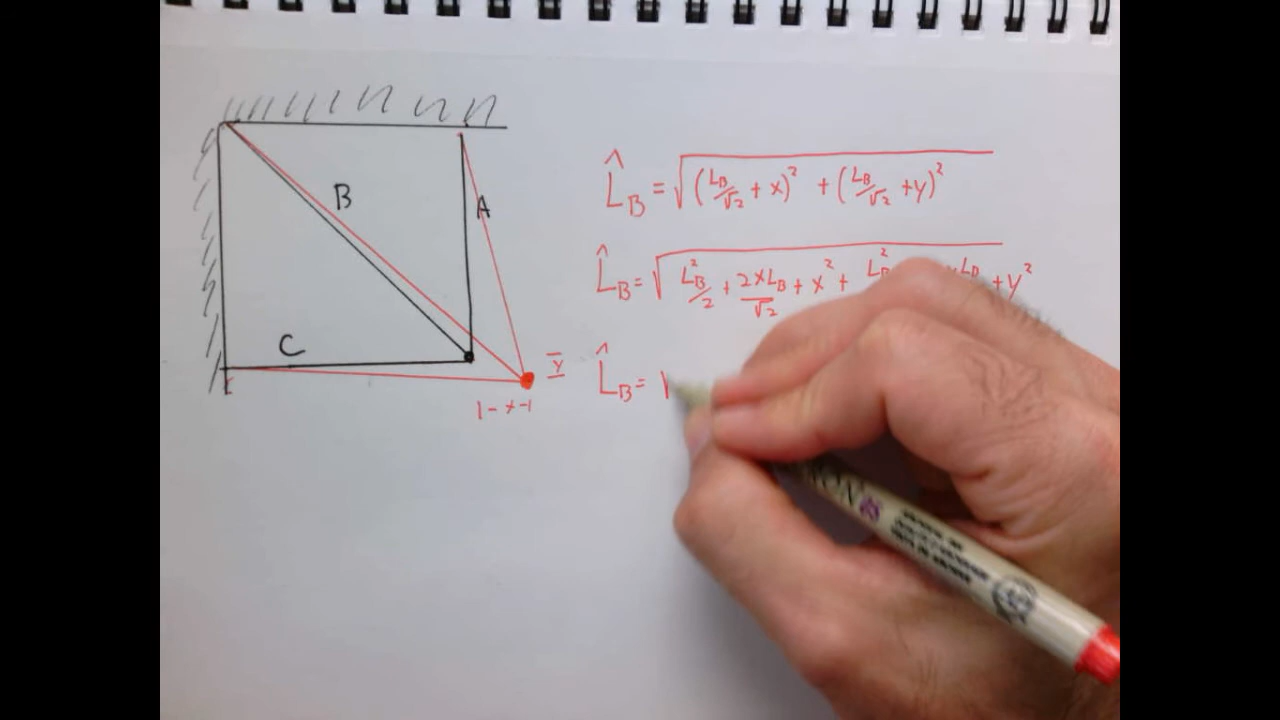 B
A
C
Y
|-x-|
L̂_B = √((L_B/√2 + x)² + (L_B/√2 + y)²)
L̂_B = √(L_B²/2 + 2xL_B/√2 + x² + L_B² + y²
L̂_B =